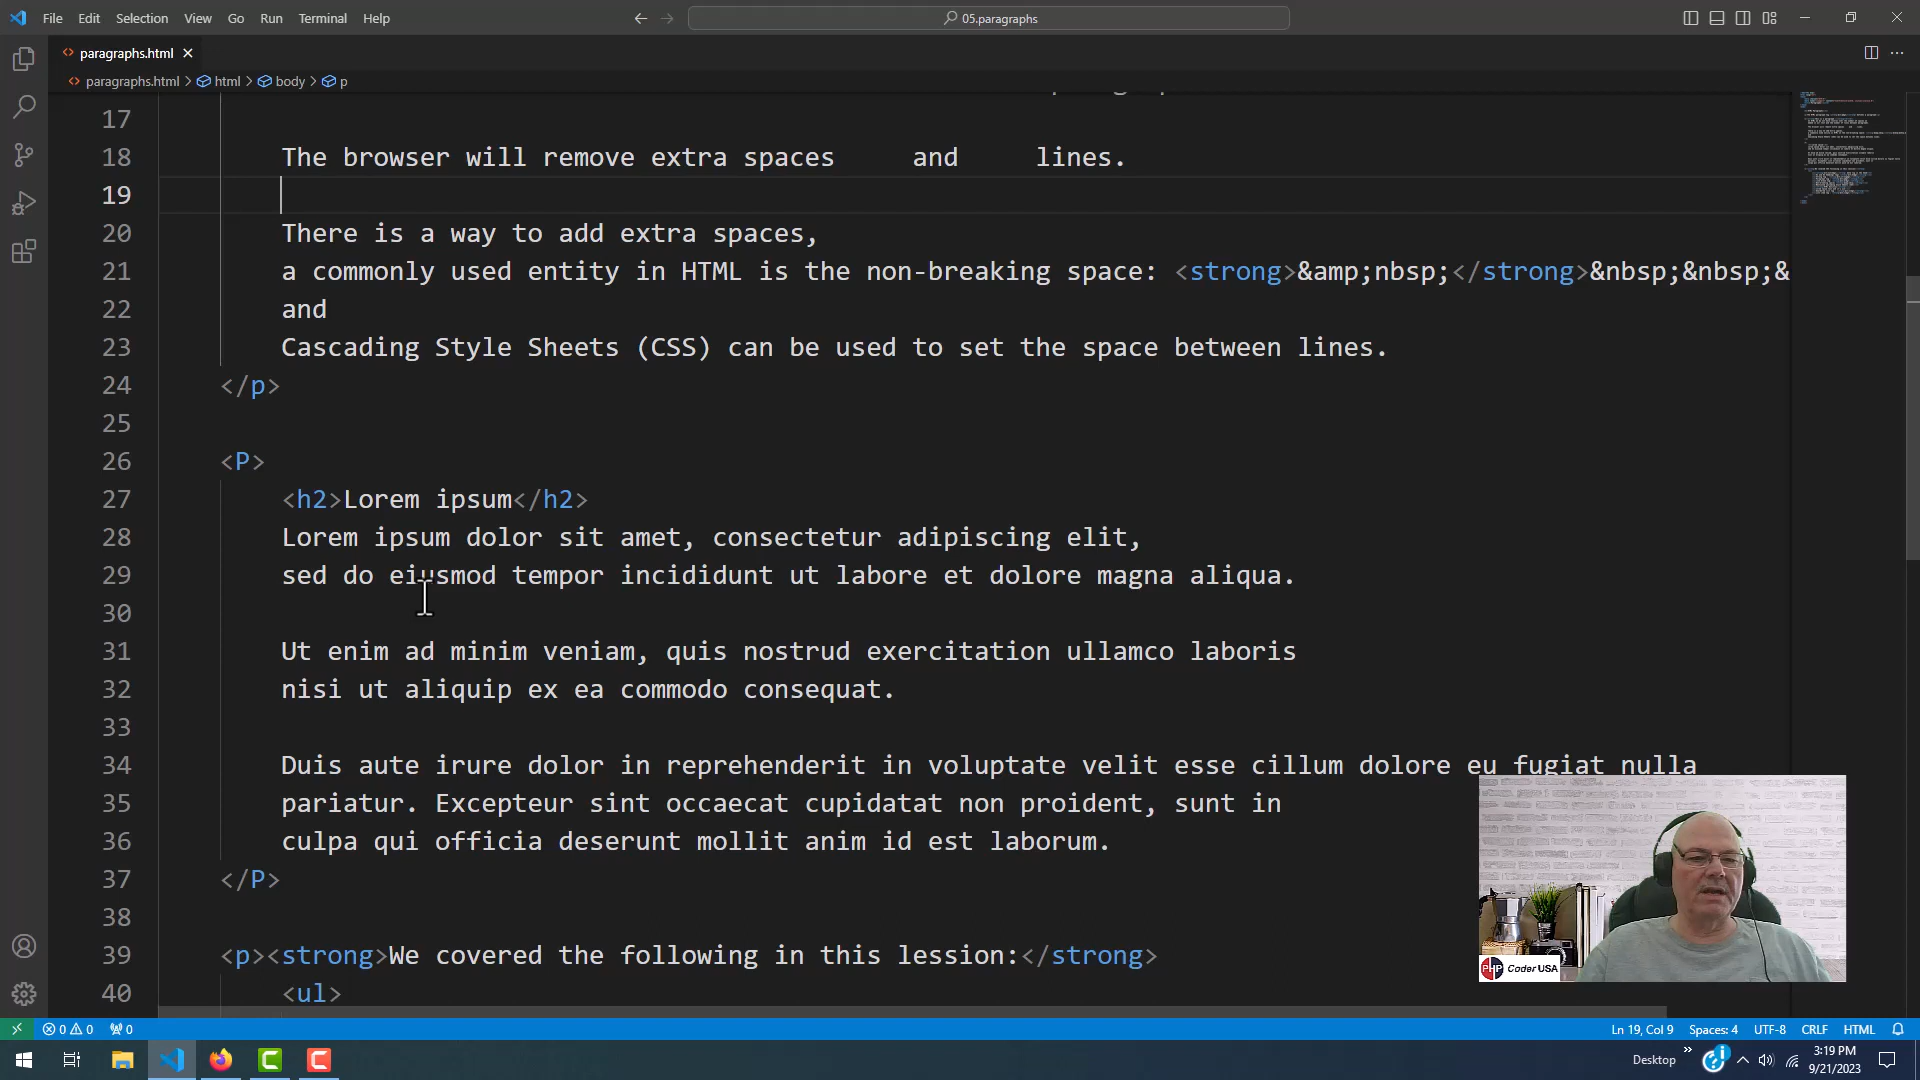 File Edit Selection View Go Run Terminal Help
05.paragraphs
paragraphs.html
paragraphs.html > html > body > p
17
18 The browser will remove extra spaces     and     lines.
19
20 There is a way to add extra spaces,
21 a commonly used entity in HTML is the non-breaking space: <strong>&amp;nbsp;</strong>&nbsp;&nbsp;&
22 and
23 Cascading Style Sheets (CSS) can be used to set the space between lines.
24 </p>
25
26 <P>
27 <h2>Lorem ipsum</h2>
28 Lorem ipsum dolor sit amet, consectetur adipiscing elit,
29 sed do eiusmod tempor incididunt ut labore et dolore magna aliqua.
30
31 Ut enim ad minim veniam, quis nostrud exercitation ullamco laboris
32 nisi ut aliquip ex ea commodo consequat.
33
34 Duis aute irure dolor in reprehenderit in voluptate velit esse cillum dolore eu fugiat nulla
35 pariatur. Excepteur sint occaecat cupidatat non proident, sunt in
36 culpa qui officia deserunt mollit anim id est laborum.
37 </P>
38
39 <p><strong>We covered the following in this lession:</strong>
40 <ul>
PHP Coder USA
0 0 0 Ln 19, Col 9 Spaces: 4 UTF-8 CRLF HTML
Desktop 3:19 PM
9/21/2023